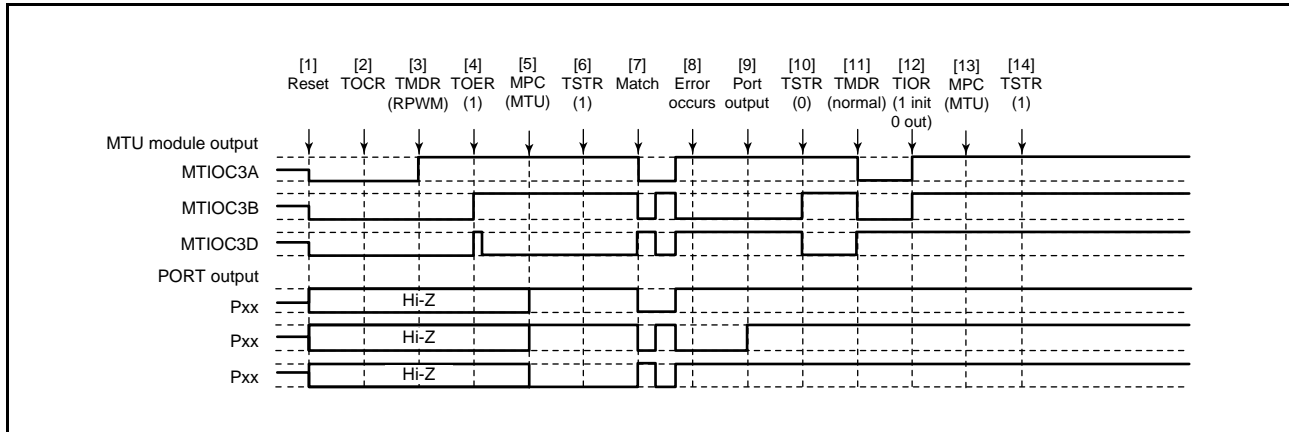 [1] [2] [3] [4] [5] [6] [7] [8] [9] [10] [11] [12] [13] [14]
Reset TOCR TMDR TOER MPC TSTR Match Error Port TSTR TMDR TIOR MPC TSTR
(RPWM) (1) (MTU) (1) occurs output (0) (normal) (1 init (MTU) (1)
0 out)
MTU module output
MTIOC3A
MTIOC3B
MTIOC3D
PORT output
Pxx Hi-Z
Pxx Hi-Z
Pxx Hi-Z